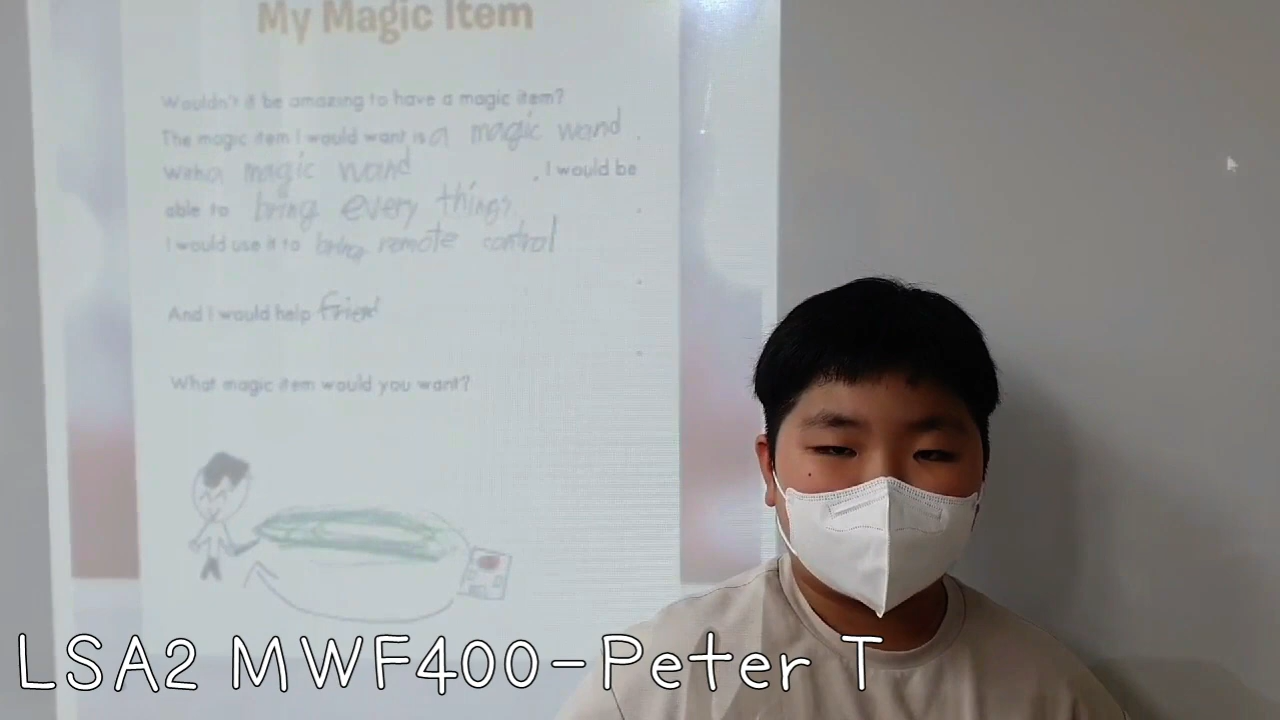 My Magic Item
Wouldn't it be amazing to have a magic item?
The magic item I would want is a magic wand .
With a magic wand , I would be
able to bring every things .
I would use it to bring remote control
And I would help friend
What magic item would you want?
LSA2 MWF400-Peter T